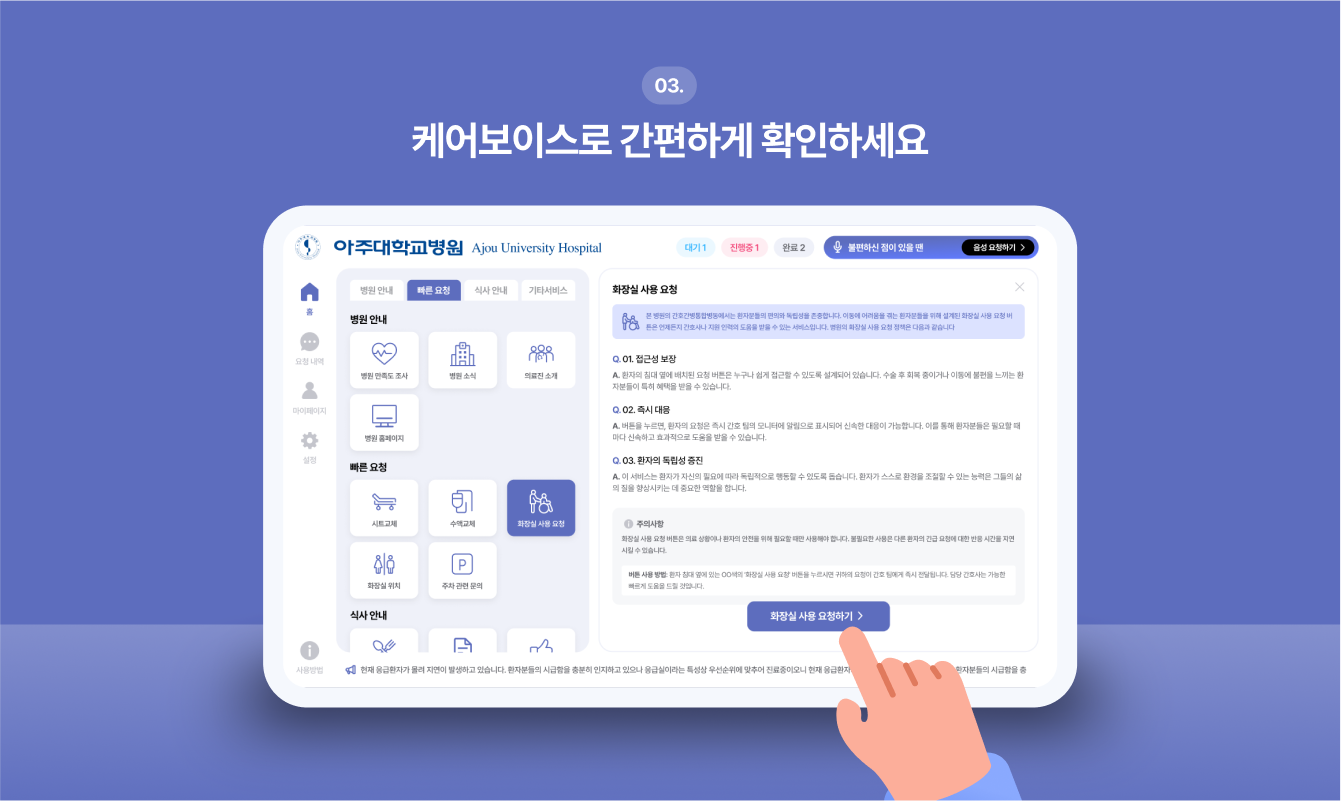 03.
케어보이스로 간편하게 확인하세요
아주대학교병원 Ajou University Hospital
대기 1
진행중 1
완료 2
불편하신 점이 있을 땐
음성 요청하기 >
홈
요청 내역
마이페이지
설정
사용방법
병원 안내
빠른 요청
식사 안내
기타서비스
병원 안내
병원 만족도 조사
병원 소식
의료진 소개
병원 홈페이지
빠른 요청
시트교체
수액교체
화장실 사용 요청
화장실 위치
P
주차 관련 문의
식사 안내
화장실 사용 요청
본 병원의 간호간병통합병동에서는 환자분들의 편의와 독립성을 존중합니다. 이동에 어려움을 겪는 환자분들을 위해 설계된 화장실 사용 요청 버
튼은 언제든지 간호사나 지원 인력의 도움을 받을 수 있는 서비스입니다. 병원의 화장실 사용 요청 정책은 다음과 같습니다
Q. 01. 접근성 보장
A. 환자의 침대 옆에 배치된 요청 버튼은 누구나 쉽게 접근할 수 있도록 설계되어 있습니다. 수술 후 회복 중이거나 이동에 불편을 느끼는 환
자분들이 특히 혜택을 받을 수 있습니다.
Q. 02. 즉시 대응
A. 버튼을 누르면, 환자의 요청은 즉시 간호 팀의 모니터에 알림으로 표시되어 신속한 대응이 가능합니다. 이를 통해 환자분들은 필요할 때
마다 신속하고 효과적으로 도움을 받을 수 있습니다.
Q. 03. 환자의 독립성 증진
A. 이 서비스는 환자가 자신의 필요에 따라 독립적으로 행동할 수 있도록 돕습니다. 환자가 스스로 환경을 조절할 수 있는 능력은 그들의 삶
의 질을 향상시키는 데 중요한 역할을 합니다.
주의사항
화장실 사용 요청 버튼은 의료 상황이나 환자의 안전을 위해 필요할 때만 사용해야 합니다. 불필요한 사용은 다른 환자의 긴급 요청에 대한 반응 시간을 지연
시킬 수 있습니다.
버튼 사용 방법: 환자 침대 옆에 있는 OO색의 '화장실 사용 요청' 버튼을 누르시면 귀하의 요청이 간호 팀에게 즉시 전달됩니다. 담당 간호사는 가능한
빠르게 도움을 드릴 것입니다.
화장실 사용 요청하기 >
현재 응급환자가 몰려 지연이 발생하고 있습니다. 환자분들의 시급함을 충분히 인지하고 있으나 응급실이라는 특성상 우선순위에 맞추어 진료중이오니 현재 응급환자 환자분들의 시급함을 충